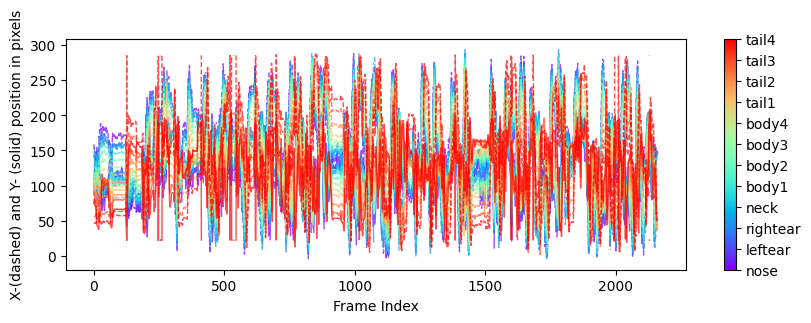 X-(dashed) and Y- (solid) position in pixels
300
250
200
150
100
50
0
0 500 1000 1500 2000
Frame Index
tail4
tail3
tail2
tail1
body4
body3
body2
body1
neck
rightear
leftear
nose